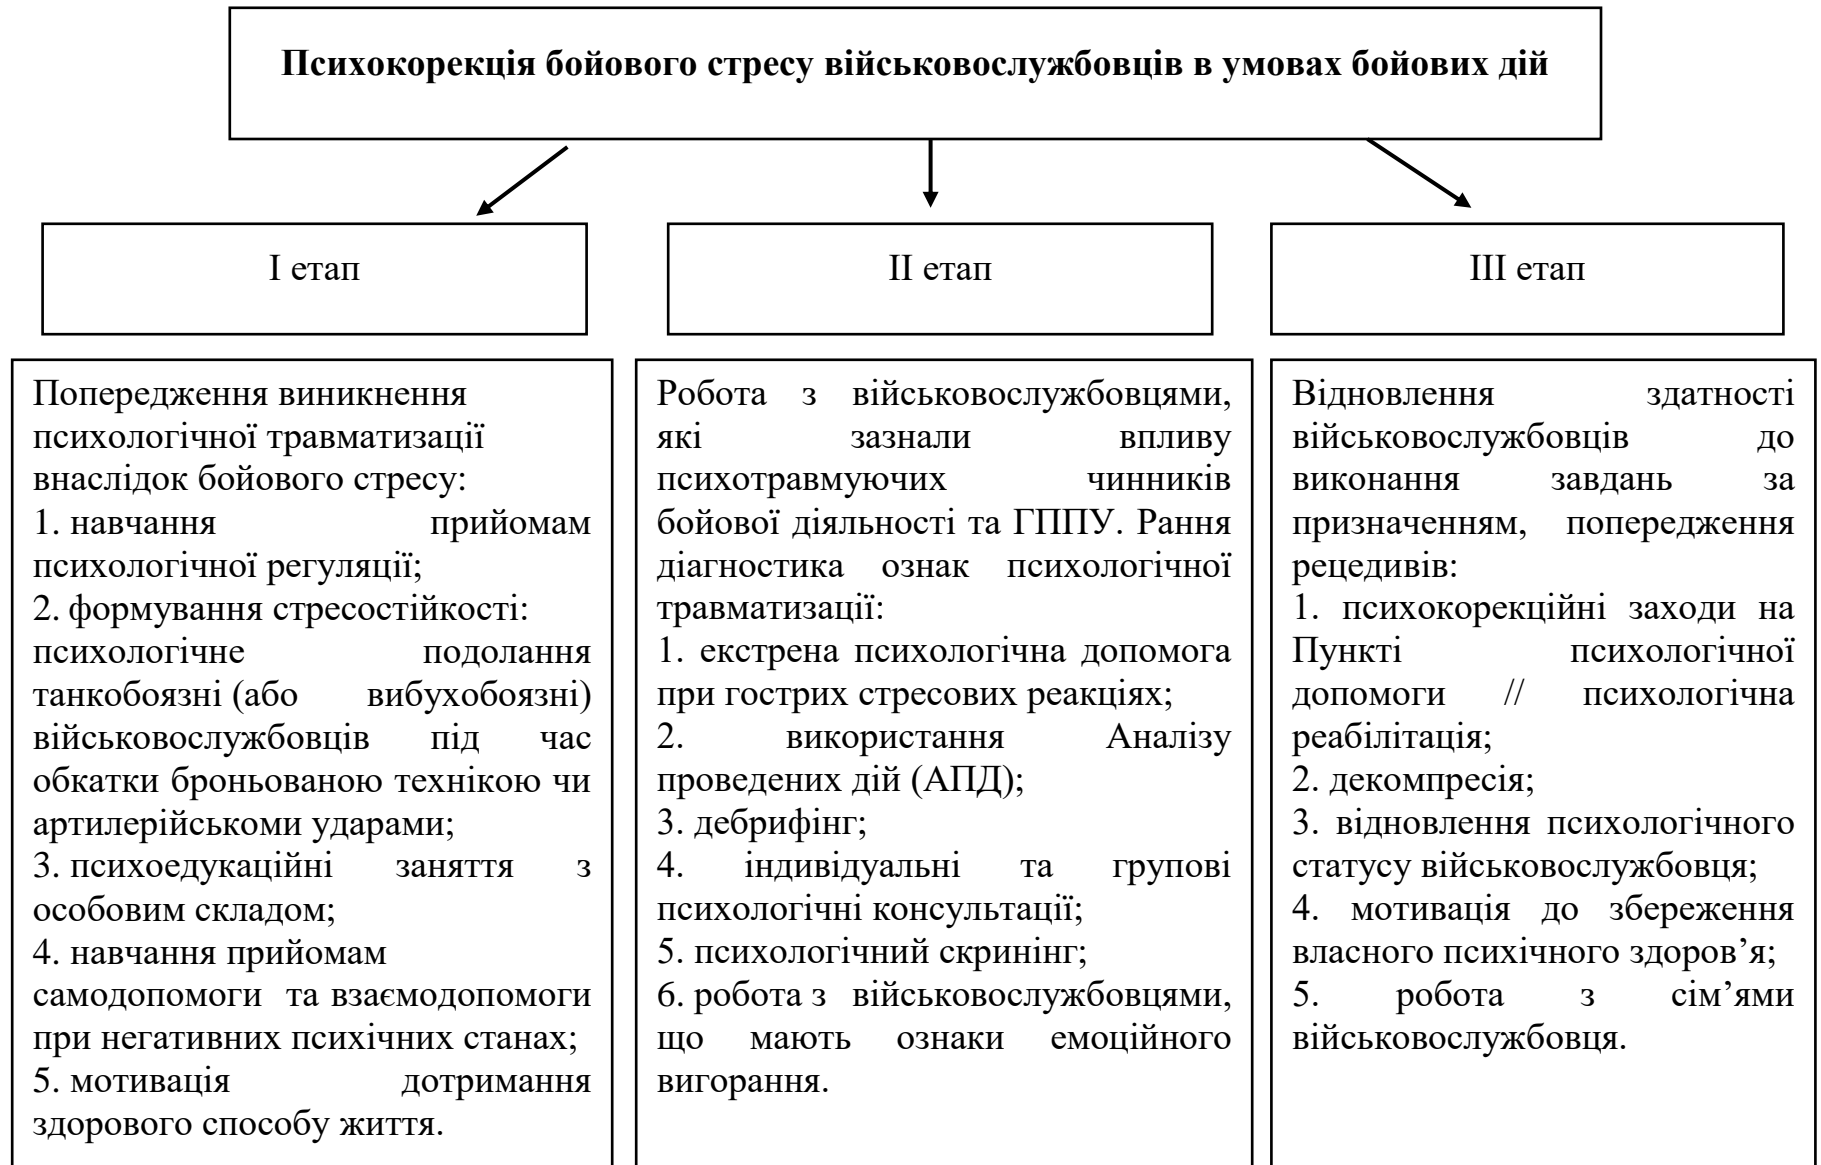 Психокорекція бойового стресу військовослужбовців в умовах бойових дій
І етап
ІІ етап
ІІІ етап
Попередження виникнення
психологічної травматизації
внаслідок бойового стресу:
1. навчання прийомам
психологічної регуляції;
2. формування стресостійкості:
психологічне подолання
танкобоязні (або вибухобоязні)
військовослужбовців під час
обкатки броньованою технікою чи
артилерійськоми ударами;
3. психоедукаційні заняття з
особовим складом;
4. навчання прийомам
самодопомоги та взаємодопомоги
при негативних психічних станах;
5. мотивація дотримання
здорового способу життя.
Робота з військовослужбовцями,
які зазнали впливу
психотравмуючих чинників
бойової діяльності та ГППУ. Рання
діагностика ознак психологічної
травматизації:
1. екстрена психологічна допомога
при гострих стресових реакціях;
2. використання Аналізу
проведених дій (АПД);
3. дебрифінг;
4. індивідуальні та групові
психологічні консультації;
5. психологічний скринінг;
6. робота з військовослужбовцями,
що мають ознаки емоційного
вигорання.
Відновлення здатності
військовослужбовців до
виконання завдань за
призначенням, попередження
рецедивів:
1. психокорекційні заходи на
Пункті психологічної
допомоги // психологічна
реабілітація;
2. декомпресія;
3. відновлення психологічного
статусу військовослужбовця;
4. мотивація до збереження
власного психічного здоров’я;
5. робота з сім’ями
військовослужбовця.